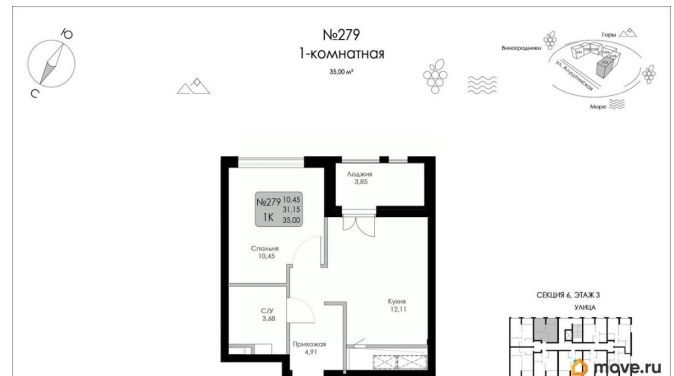 №279
1-комнатная
35,00 м²
Ю
С
Виноградники
Горы
ул. Алуштинская
Море
Лоджия
3,85
№279 10.45
31.15
1К 35.00
Спальня
10,45
С/У
3,68
Кухня
12,11
Прихожая
4,91
СЕКЦИЯ 6, ЭТАЖ 3
УЛИЦА
move.ru